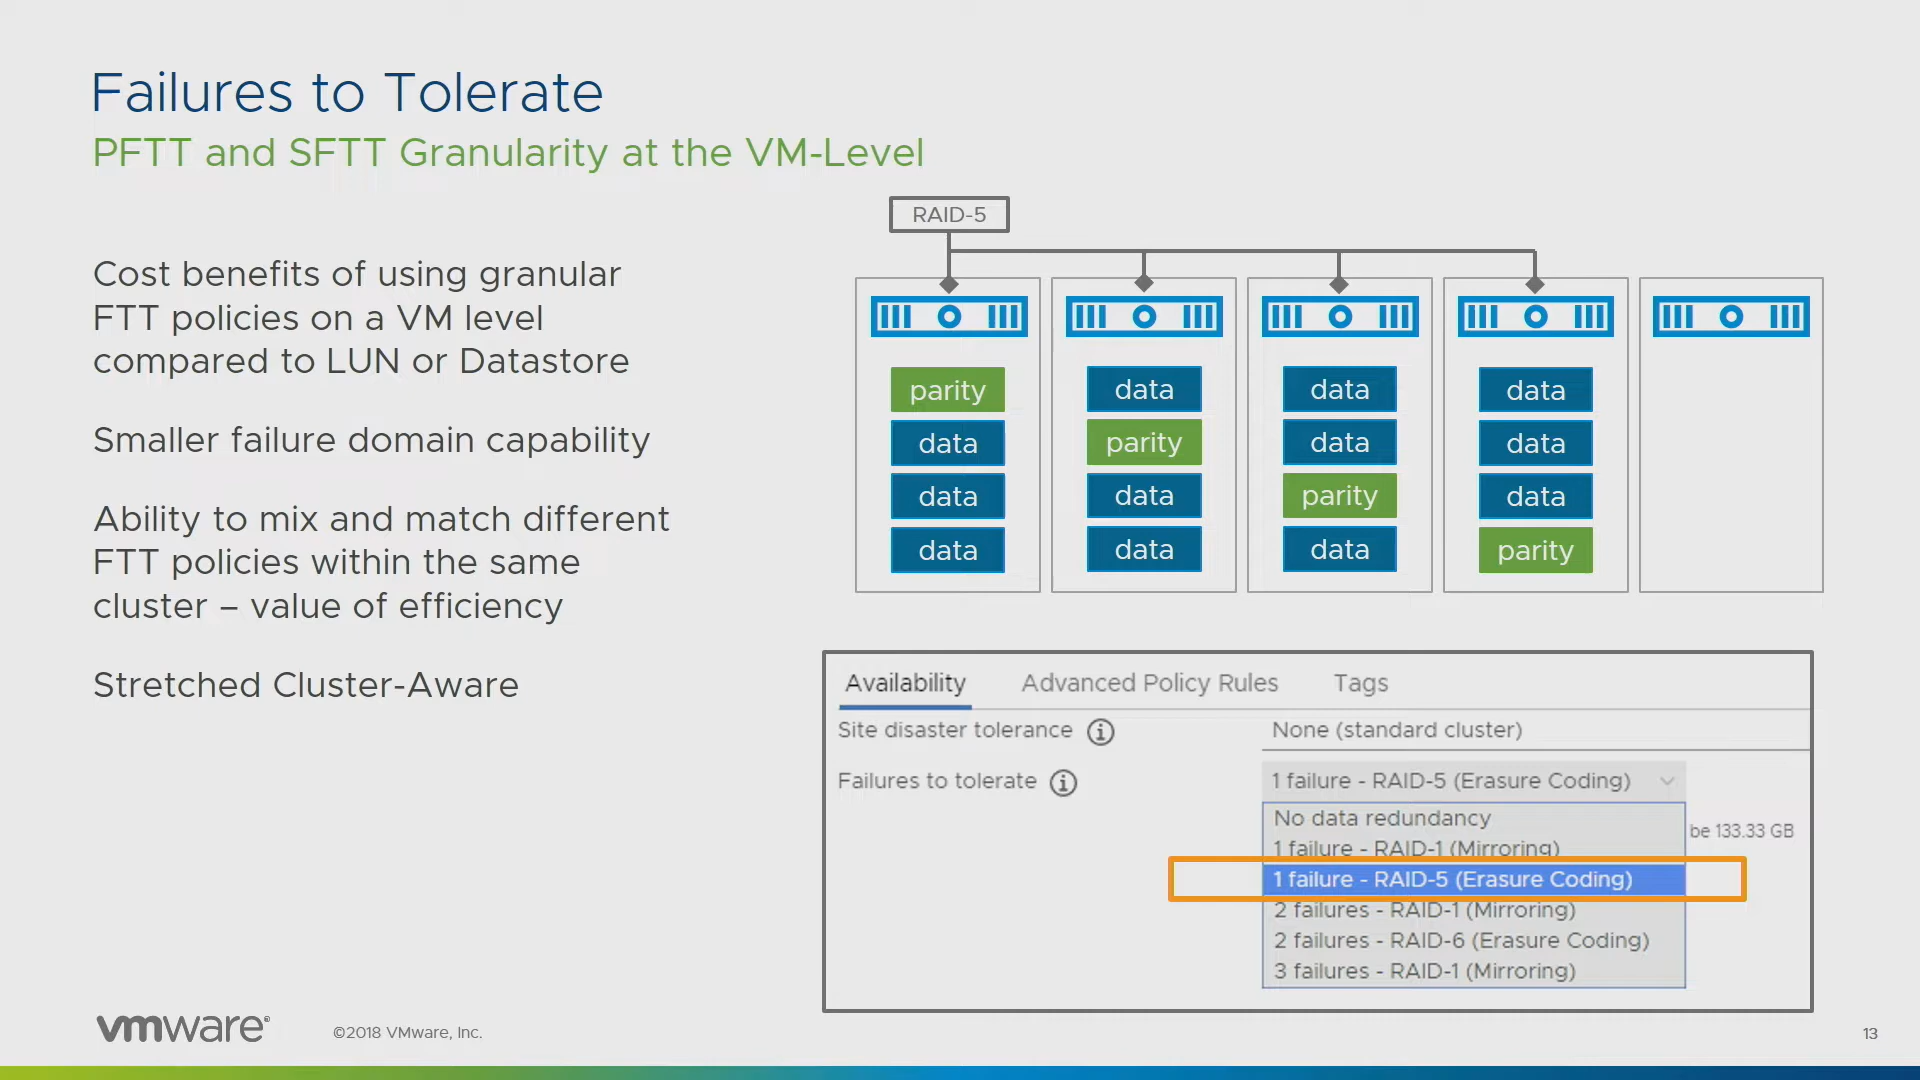 Failures to Tolerate
PFTT and SFTT Granularity at the VM-Level
Cost benefits of using granular
FTT policies on a VM level
compared to LUN or Datastore
Smaller failure domain capability
Ability to mix and match different
FTT policies within the same
cluster – value of efficiency
Stretched Cluster-Aware
RAID-5
parity data data data
data parity data data
data data parity data
data data data parity
Availability Advanced Policy Rules Tags
Site disaster tolerance None (standard cluster)
Failures to tolerate 1 failure - RAID-5 (Erasure Coding)
No data redundancy
be 133.33 GB
1 failure - RAID-1 (Mirroring)
1 failure - RAID-5 (Erasure Coding)
2 failures - RAID-1 (Mirroring)
2 failures - RAID-6 (Erasure Coding)
3 failures - RAID-1 (Mirroring)
vmware®
©2018 VMware, Inc.
13